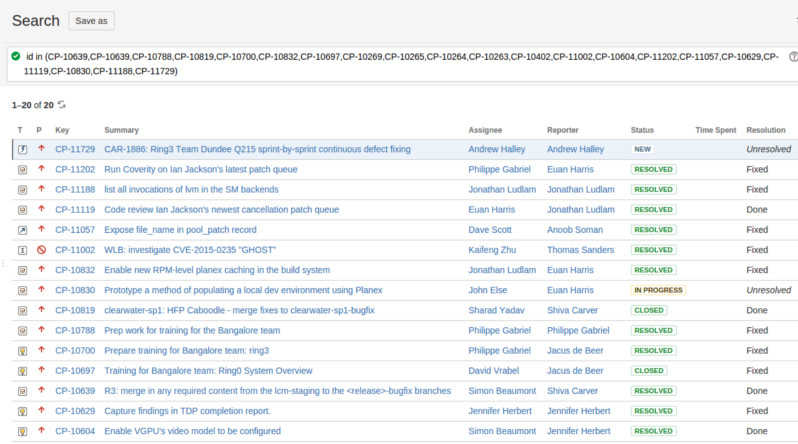 Search Save as
id in (CP-10639,CP-10639,CP-10788,CP-10819,CP-10700,CP-10832,CP-10697,CP-10269,CP-10265,CP-10264,CP-10263,CP-10402,CP-11002,CP-10604,CP-11202,CP-11057,CP-10629,CP-
11119,CP-10830,CP-11188,CP-11729)
1–20 of 20
T P Key Summary Assignee Reporter Status Time Spent Resolution
CP-11729 CAR-1886: Ring3 Team Dundee Q215 sprint-by-sprint continuous defect fixing Andrew Halley Andrew Halley NEW Unresolved
CP-11202 Run Coverity on Ian Jackson's latest patch queue Philippe Gabriel Euan Harris RESOLVED Fixed
CP-11188 list all invocations of lvm in the SM backends Jonathan Ludlam Jonathan Ludlam RESOLVED Fixed
CP-11119 Code review Ian Jackson's newest cancellation patch queue Euan Harris Jonathan Ludlam RESOLVED Done
CP-11057 Expose file_name in pool_patch record Dave Scott Anoob Soman RESOLVED Fixed
CP-11002 WLB: investigate CVE-2015-0235 "GHOST" Kaifeng Zhu Thomas Sanders RESOLVED Fixed
CP-10832 Enable new RPM-level planex caching in the build system Jonathan Ludlam Euan Harris RESOLVED Fixed
CP-10830 Prototype a method of populating a local dev environment using Planex John Else Euan Harris IN PROGRESS Unresolved
CP-10819 clearwater-sp1: HFP Caboodle - merge fixes to clearwater-sp1-bugfix Sharad Yadav Shiva Carver CLOSED Done
CP-10788 Prep work for training for the Bangalore team Philippe Gabriel Philippe Gabriel RESOLVED Fixed
CP-10700 Prepare training for Bangalore team: ring3 Philippe Gabriel Jacus de Beer RESOLVED Fixed
CP-10697 Training for Bangalore team: Ring0 System Overview David Vrabel Jacus de Beer CLOSED Fixed
CP-10639 R3: merge in any required content from the lcm-staging to the <release>-bugfix branches Simon Beaumont Shiva Carver RESOLVED Done
CP-10629 Capture findings in TDP completion report. Jennifer Herbert Jennifer Herbert RESOLVED Fixed
CP-10604 Enable VGPU's video model to be configured Simon Beaumont Jennifer Herbert RESOLVED Done